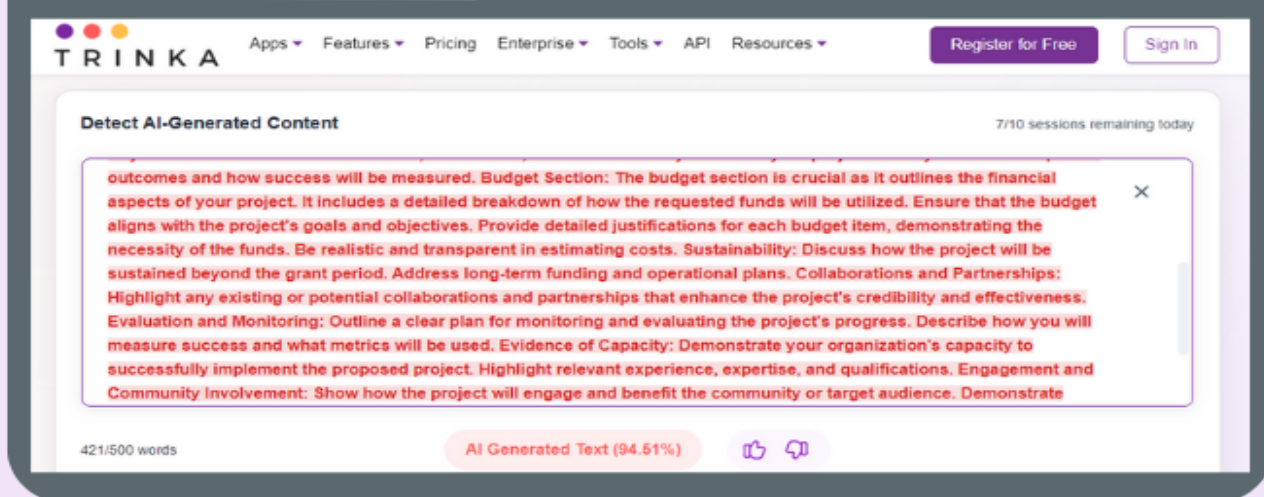 TRINKA
Apps Features Pricing Enterprise Tools API Resources Register for Free Sign In
Detect AI-Generated Content
7/10 sessions remaining today
outcomes and how success will be measured. Budget Section: The budget section is crucial as it outlines the financial
aspects of your project. It includes a detailed breakdown of how the requested funds will be utilized. Ensure that the budget
aligns with the project's goals and objectives. Provide detailed justifications for each budget item, demonstrating the
necessity of the funds. Be realistic and transparent in estimating costs. Sustainability: Discuss how the project will be
sustained beyond the grant period. Address long-term funding and operational plans. Collaborations and Partnerships:
Highlight any existing or potential collaborations and partnerships that enhance the project's credibility and effectiveness.
Evaluation and Monitoring: Outline a clear plan for monitoring and evaluating the project's progress. Describe how you will
measure success and what metrics will be used. Evidence of Capacity: Demonstrate your organization's capacity to
successfully implement the proposed project. Highlight relevant experience, expertise, and qualifications. Engagement and
Community Involvement: Show how the project will engage and benefit the community or target audience. Demonstrate
421/500 words
AI Generated Text (94.51%)